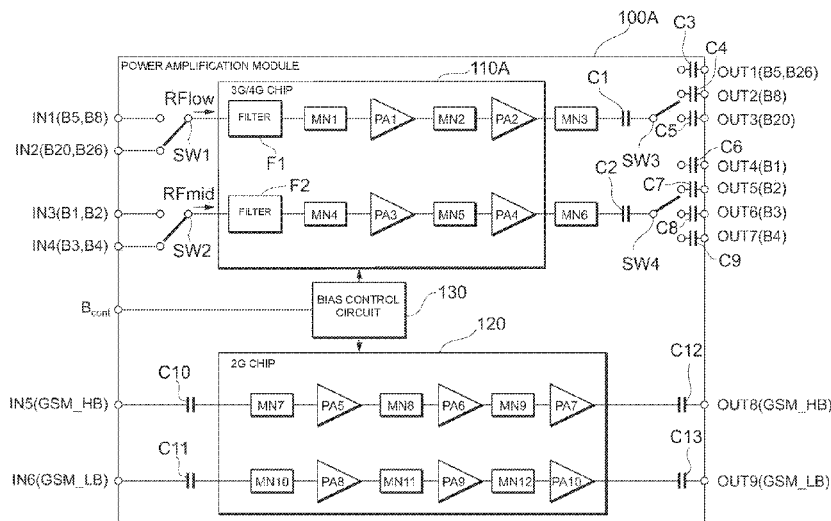 100A
C3
C4
POWER AMPLIFICATION MODULE
110A
OUT1(B5,B26)
3G/4G CHIP
C1
RFlow
OUT2(B8)
IN1(B5,B8)
FILTER
MN1
PA1
MN2
PA2
MN3
C5
OUT3(B20)
IN2(B20,B26)
SW1
F1
SW3
C6
OUT4(B1)
RFmid
F2
C2
C7
OUT5(B2)
IN3(B1,B2)
FILTER
MN4
PA3
MN5
PA4
MN6
OUT6(B3)
C8
IN4(B3,B4)
SW2
OUT7(B4)
SW4
C9
Bcont
BIAS CONTROL
CIRCUIT
130
120
2G CHIP
C10
C12
IN5(GSM_HB)
MN7
PA5
MN8
PA6
MN9
PA7
OUT8(GSM_HB)
C11
C13
IN6(GSM_LB)
MN10
PA8
MN11
PA9
MN12
PA10
OUT9(GSM_LB)